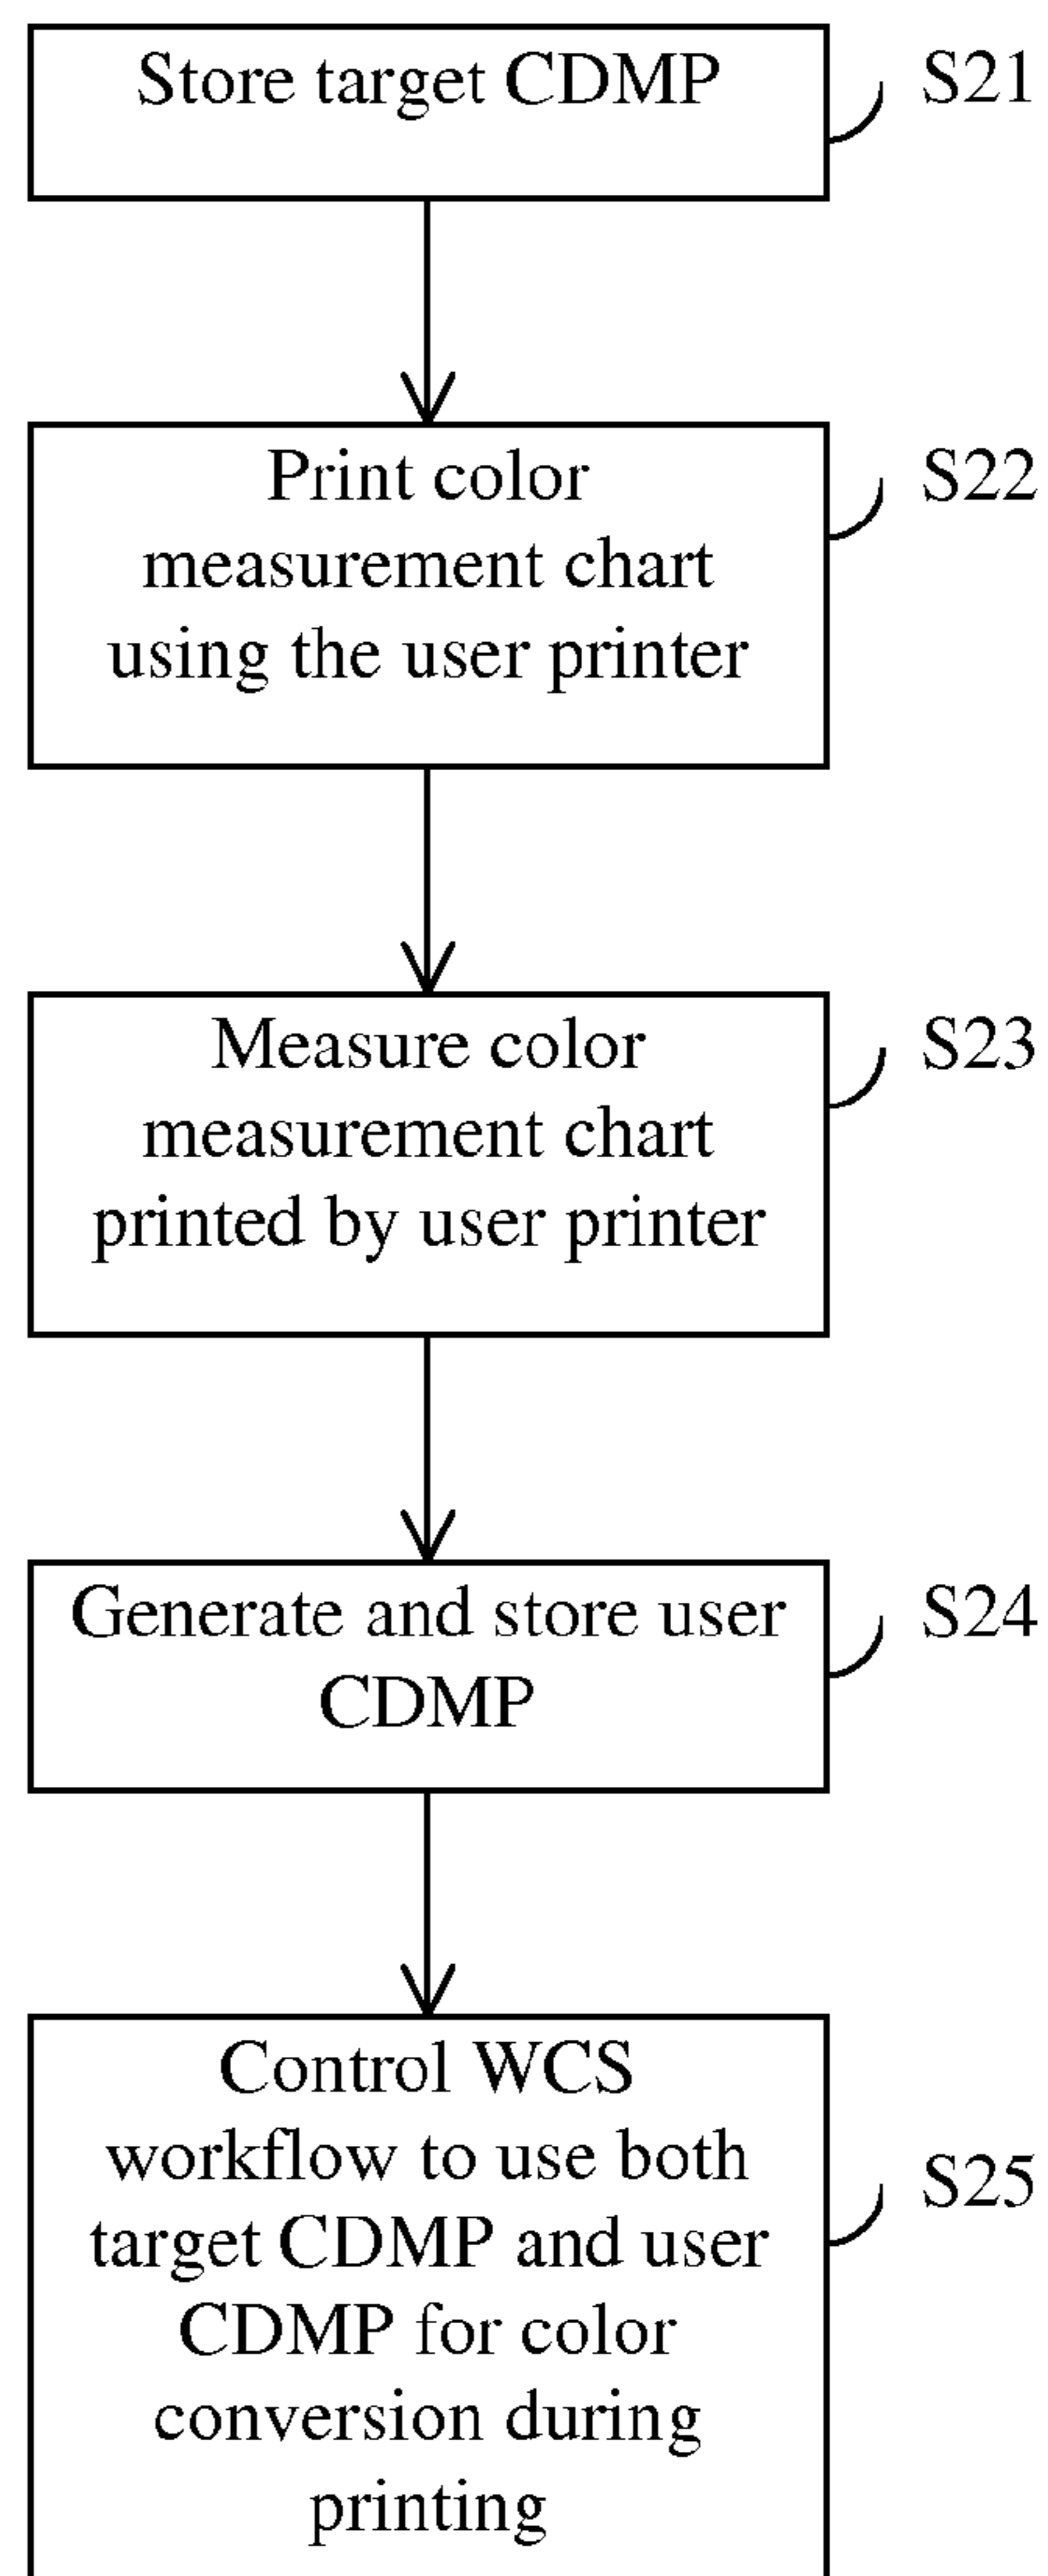 Store target CDMP
S21
Print color
measurement chart
using the user printer
S22
Measure color
measurement chart
printed by user printer
S23
Generate and store user
CDMP
S24
Control WCS
workflow to use both
target CDMP and user
CDMP for color
conversion during
printing
S25